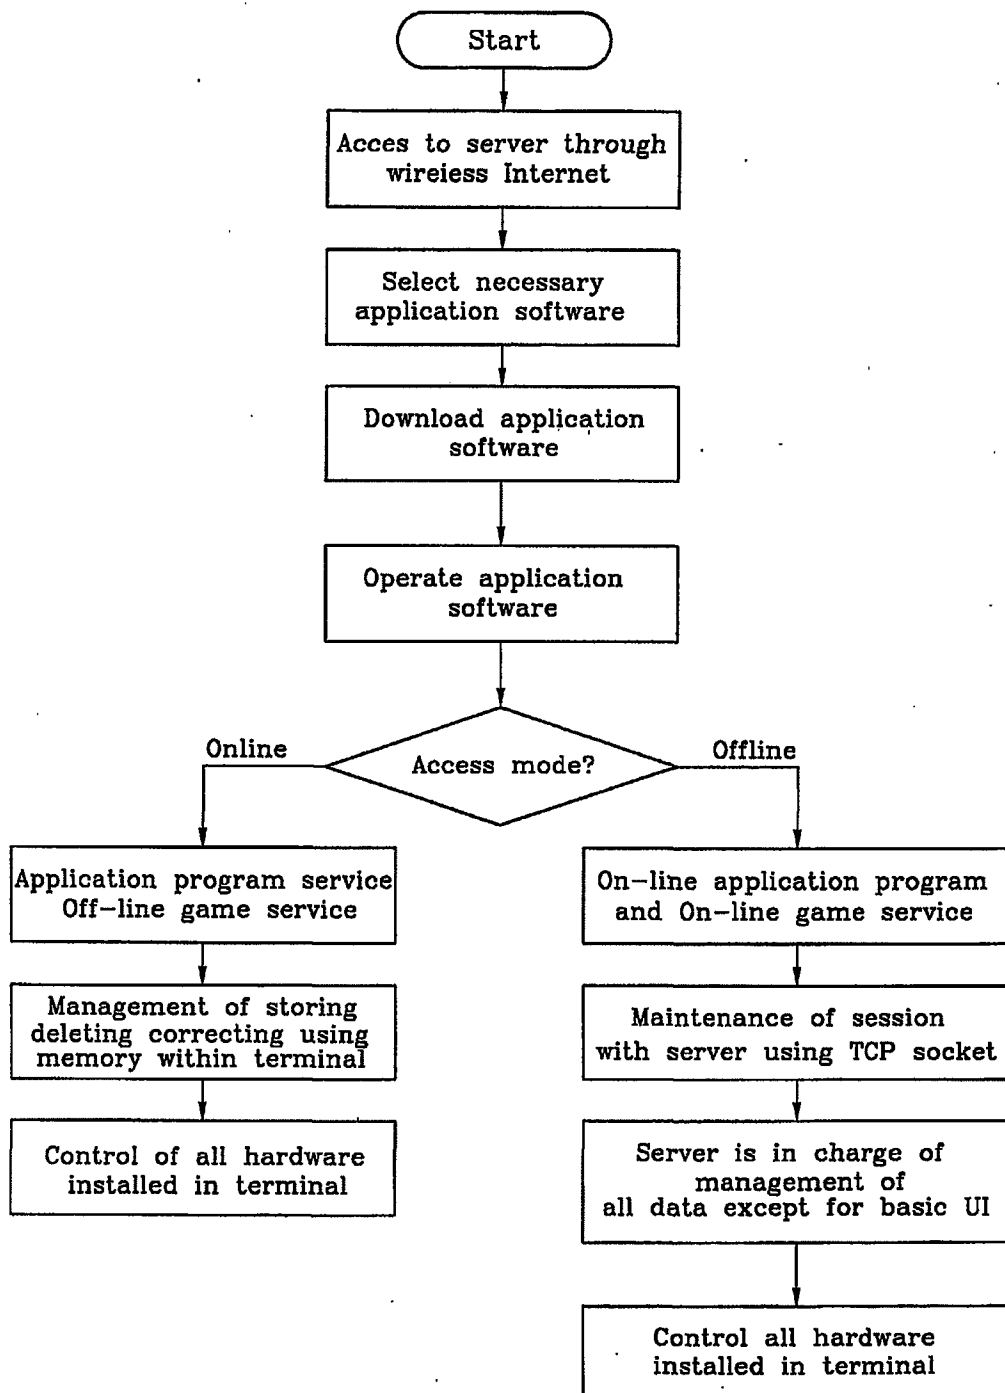 Start
Acces to server through
wireiess Internet
Select necessary
application software
Download application
software
Operate application
software
Access mode?
Online
Offline
Application program service
Off-line game service
Management of storing
deleting correcting using
memory within terminal
Control of all hardware
installed in terminal
On-line application program
and On-line game service
Maintenance of session
with server using TCP socket
Server is in charge of
management of
all data except for basic UI
Control all hardware
installed in terminal